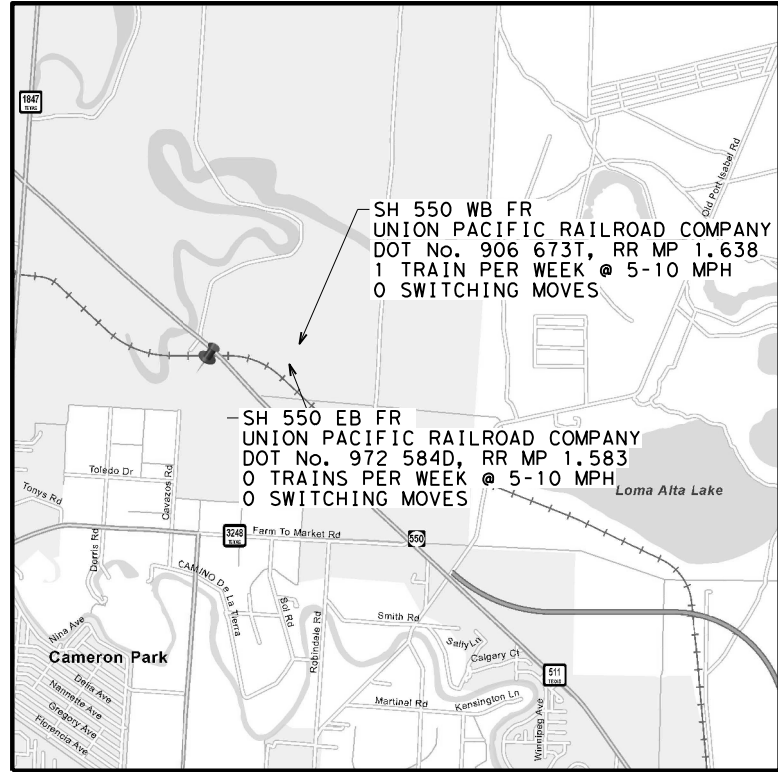 1847
TEXAS
Old Port Isabel Rd
SH 550 WB FR
UNION PACIFIC RAILROAD COMPANY
DOT No. 906 673T, RR MP 1.638
1 TRAIN PER WEEK @ 5-10 MPH
0 SWITCHING MOVES
SH 550 EB FR
UNION PACIFIC RAILROAD COMPANY
DOT No. 972 584D, RR MP 1.583
0 TRAINS PER WEEK @ 5-10 MPH
0 SWITCHING MOVES
Loma Alta Lake
Toledo Dr
Cavazos Rd
Tonys Rd
Dorris Rd
3248
TEXAS
Farm To Market Rd
550
CAMINO De La Tierra
Sol Rd
Robindale Rd
Smith Rd
Sally Ln
Calgary Ct
Nina Ave
Cameron Park
Delia Ave
Nannette Ave
Gregory Ave
Florencia Ave
Martinal Rd
Kensington Ln
511
TEXAS
Winnipeg Ave